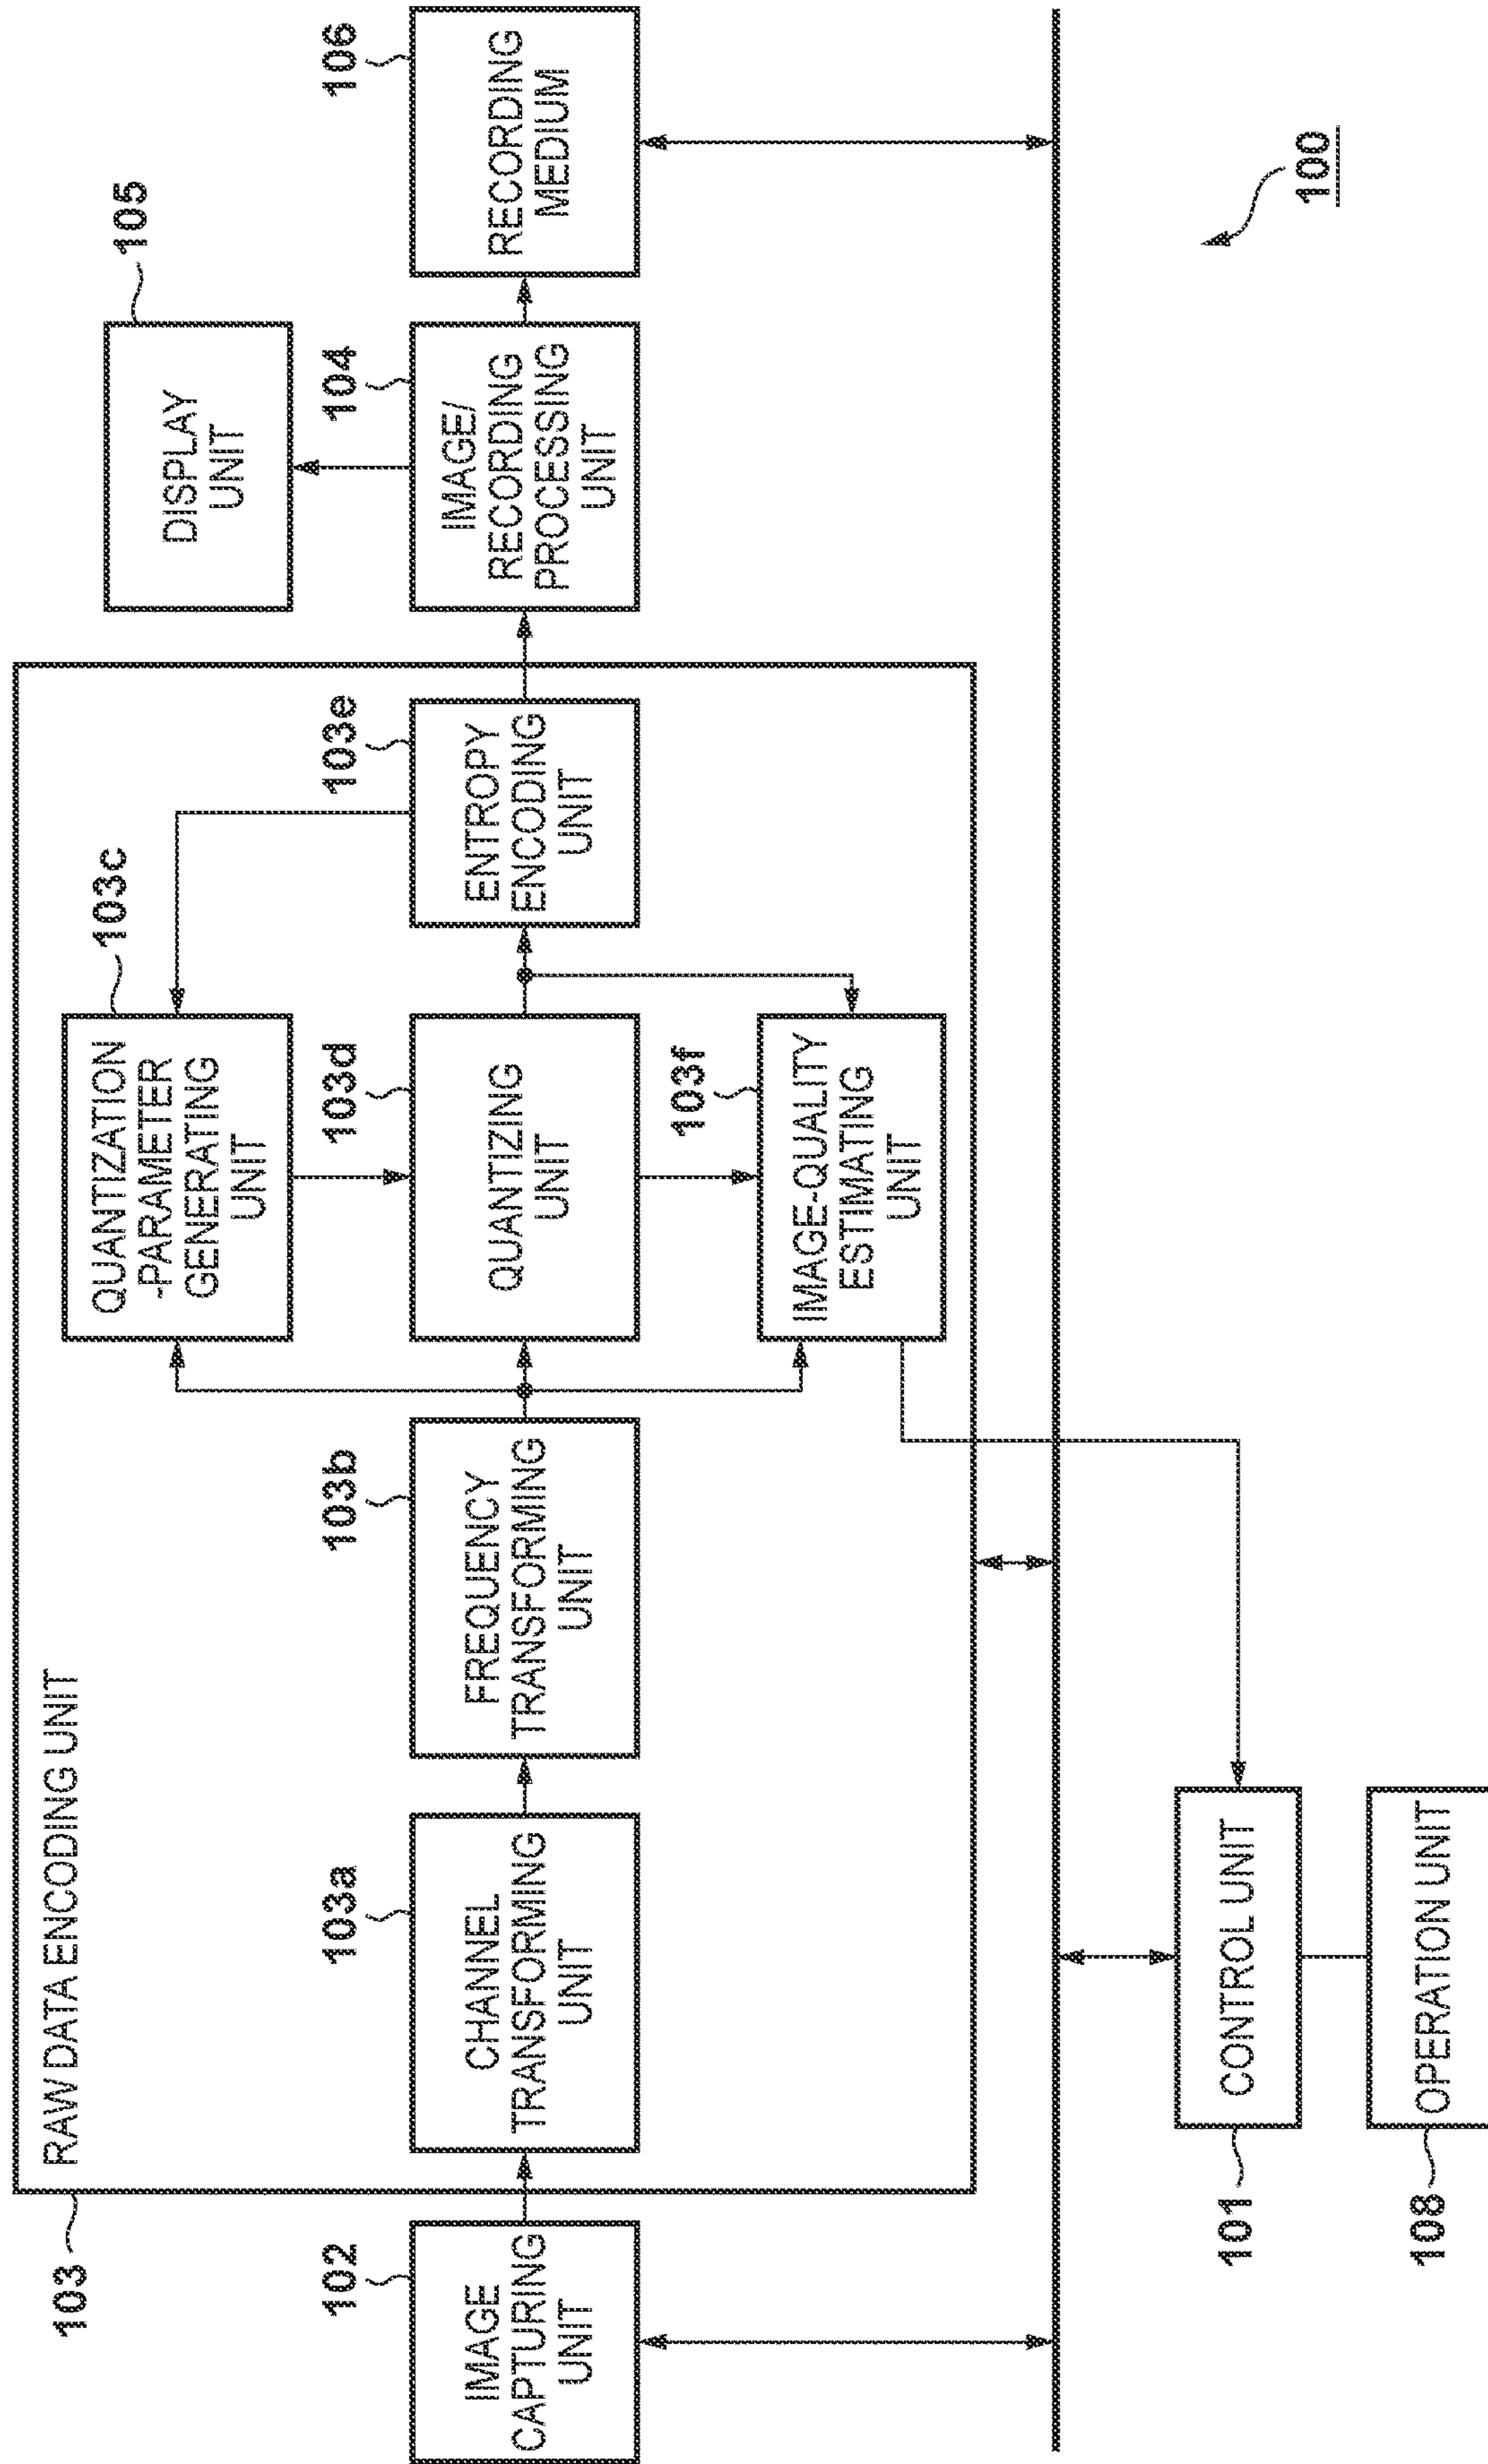 100
RAW DATA ENCODING UNIT
103
102
IMAGE
CAPTURING
UNIT
103a
CHANNEL
TRANSFORMING
UNIT
103b
FREQUENCY
TRANSFORMING
UNIT
103c
QUANTIZATION
-PARAMETER
GENERATING
UNIT
103d
QUANTIZING
UNIT
103f
IMAGE-QUALITY
ESTIMATING
UNIT
103e
ENTROPY
ENCODING
UNIT
104
IMAGE/
RECORDING
PROCESSING
UNIT
105
DISPLAY
UNIT
106
RECORDING
MEDIUM
101
CONTROL UNIT
108
OPERATION UNIT